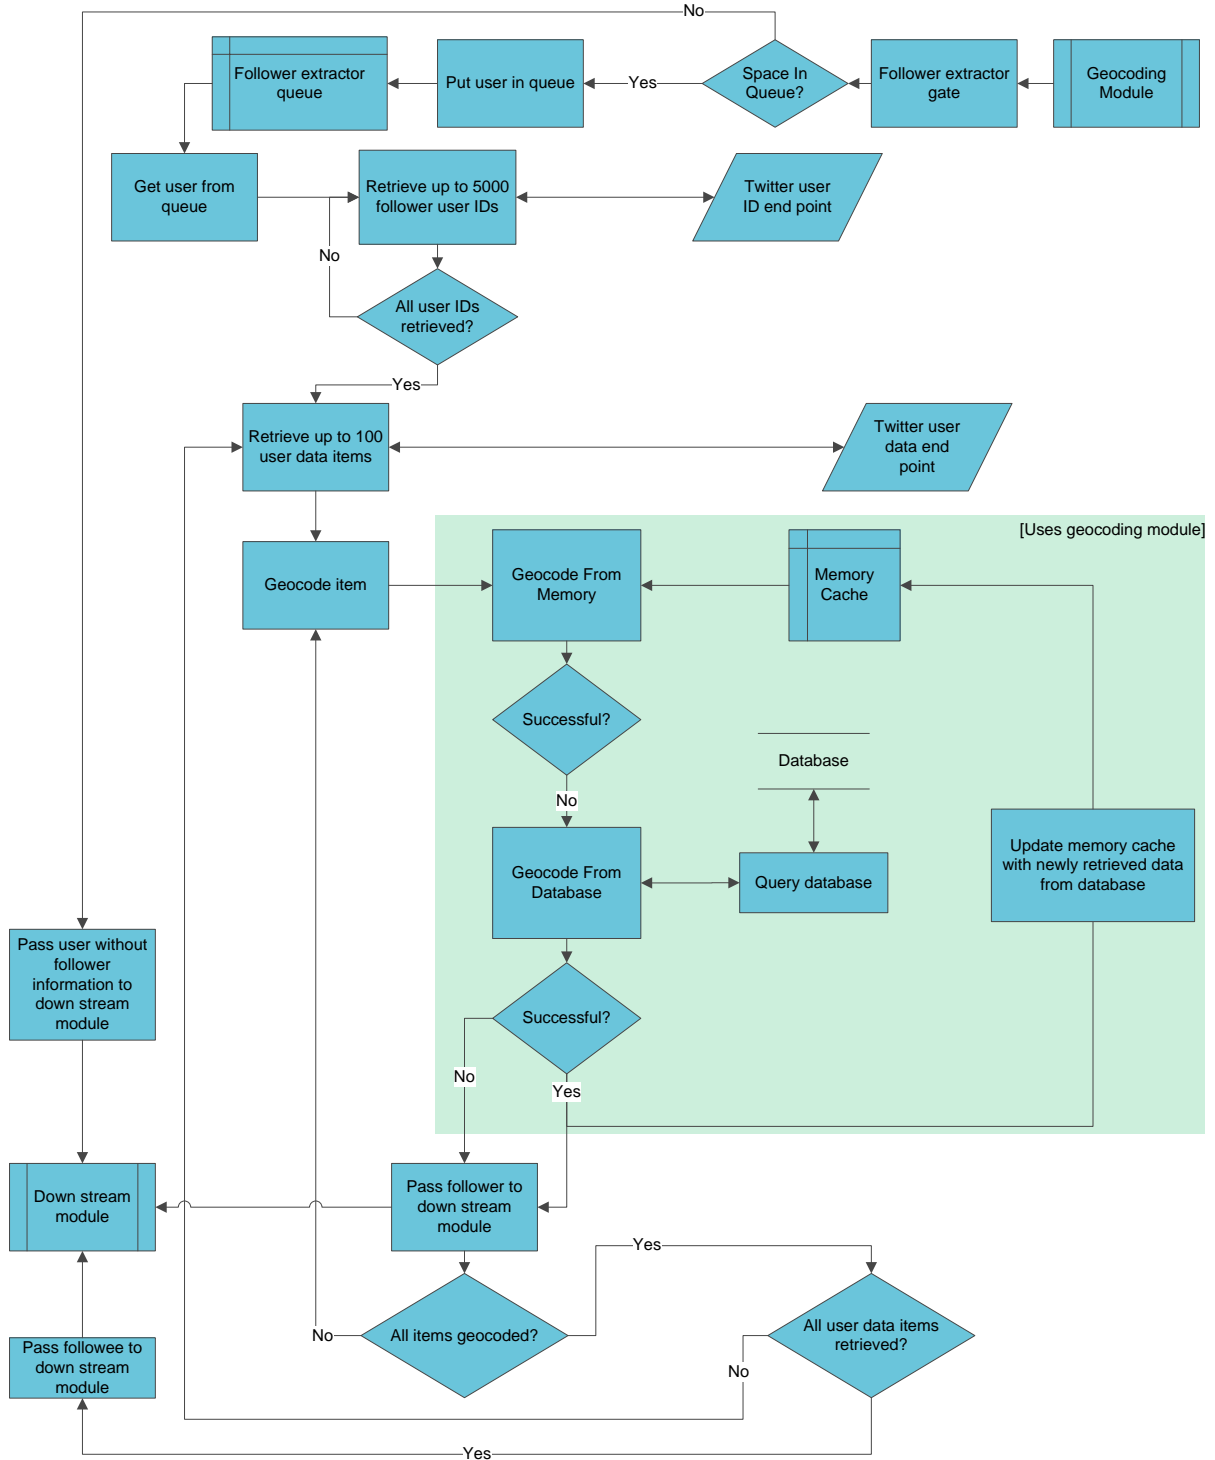 No
Follower extractor
queue
Put user in queue
Yes
Space In
Queue?
Follower extractor
gate
Geocoding
Module
Get user from
queue
Retrieve up to 5000
follower user IDs
Twitter user
ID end point
No
All user IDs
retrieved?
Yes
Retrieve up to 100
user data items
Twitter user
data end
point
[Uses geocoding module]
Geocode item
Geocode From
Memory
Memory
Cache
Successful?
Database
No
Geocode From
Database
Query database
Update memory cache
with newly retrieved data
from database
Pass user without
follower
information to
down stream
module
Successful?
No
Yes
Down stream
module
Pass follower to
down stream
module
Yes
No
All items geocoded?
All user data items
retrieved?
Pass followee to
down stream
module
No
Yes